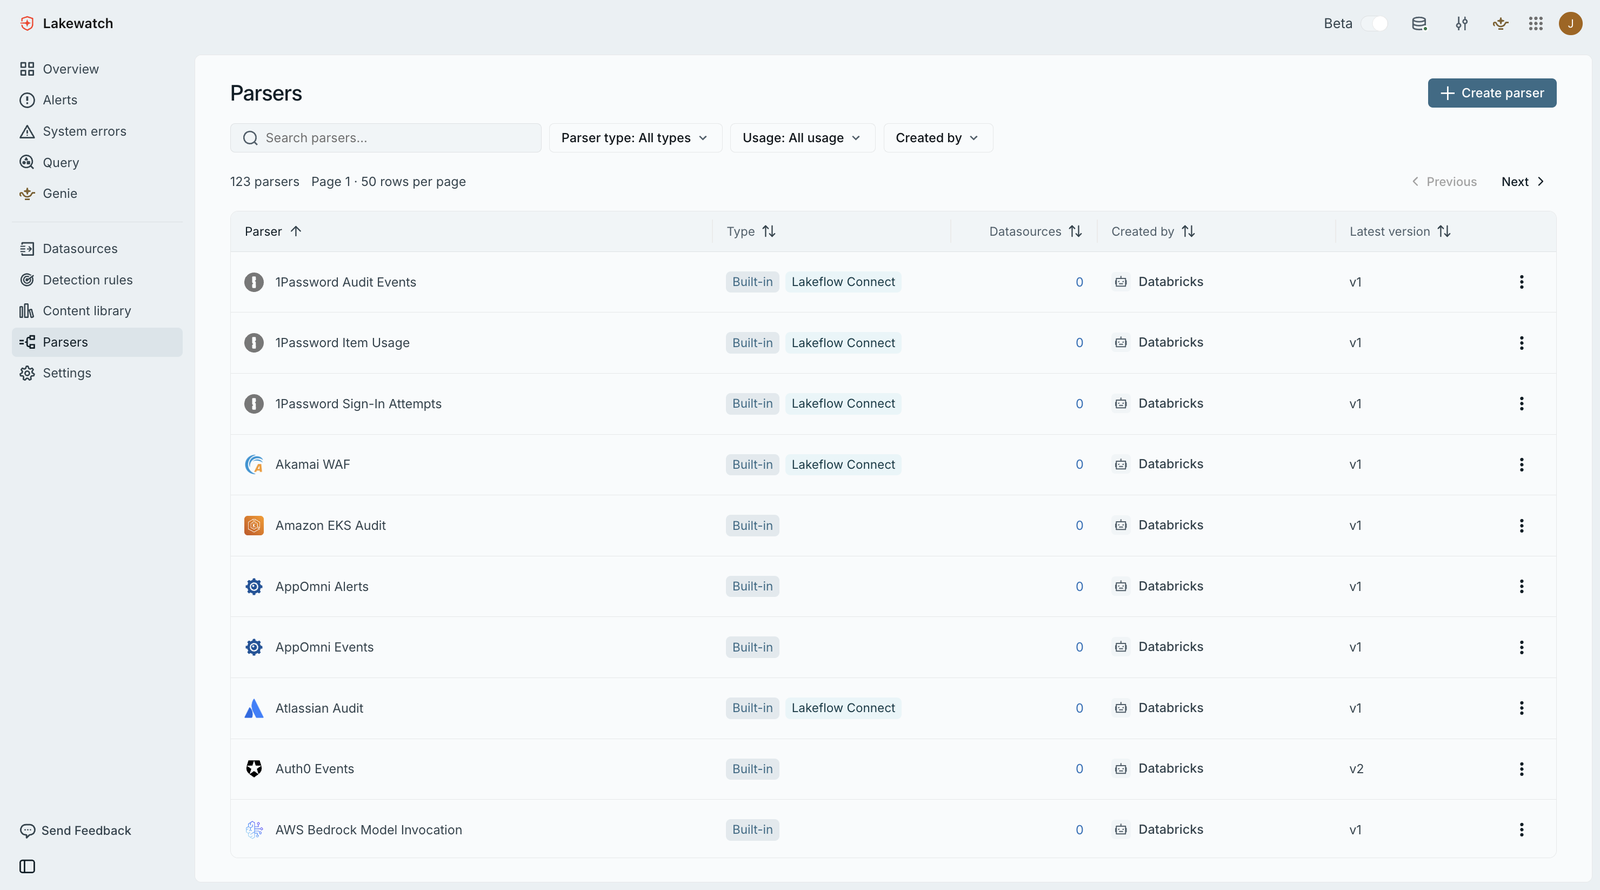 Lakewatch
Beta
J
Overview
Alerts
System errors
Query
Genie
Datasources
Detection rules
Content library
Parsers
Settings
Send Feedback
Parsers
Create parser
Search parsers...
Parser type: All types
Usage: All usage
Created by
123 parsers Page 1 · 50 rows per page
Previous Next
Parser Type Datasources Created by Latest version
1Password Audit Events Built-in Lakeflow Connect 0 Databricks v1
1Password Item Usage Built-in Lakeflow Connect 0 Databricks v1
1Password Sign-In Attempts Built-in Lakeflow Connect 0 Databricks v1
Akamai WAF Built-in Lakeflow Connect 0 Databricks v1
Amazon EKS Audit Built-in 0 Databricks v1
AppOmni Alerts Built-in 0 Databricks v1
AppOmni Events Built-in 0 Databricks v1
Atlassian Audit Built-in Lakeflow Connect 0 Databricks v1
Auth0 Events Built-in 0 Databricks v2
AWS Bedrock Model Invocation Built-in 0 Databricks v1